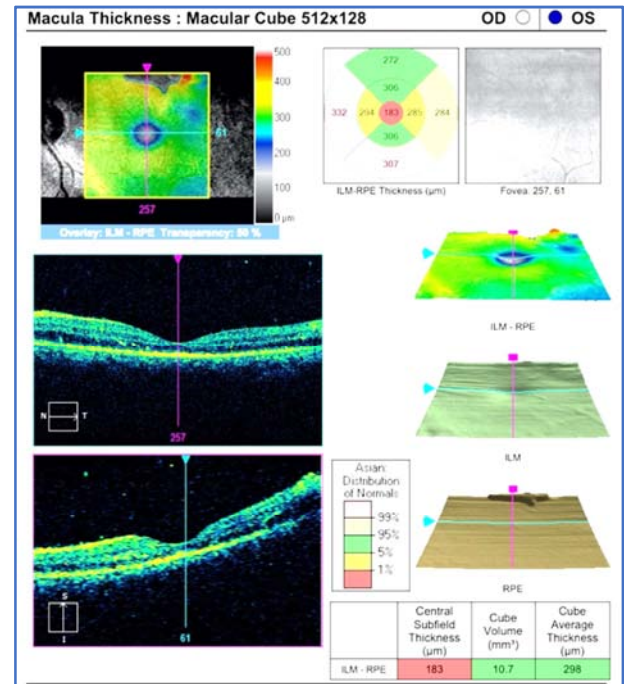 Macula Thickness : Macular Cube 512x128
OD OS
500
400
300
200
100
0 µm
61
257
Overlay: ILM - RPE Transparency: 50 %
272
306
332 294 183 285 284
306
307
ILM-RPE Thickness (µm)
Fovea: 257, 61
ILM - RPE
N T
257
ILM
Asian
Distribution
of Normals
99%
95%
5%
1%
S
I
61
RPE
Central Subfield Thickness (µm)
Cube Volume (mm³)
Cube Average Thickness (µm)
ILM - RPE 183 10.7 298